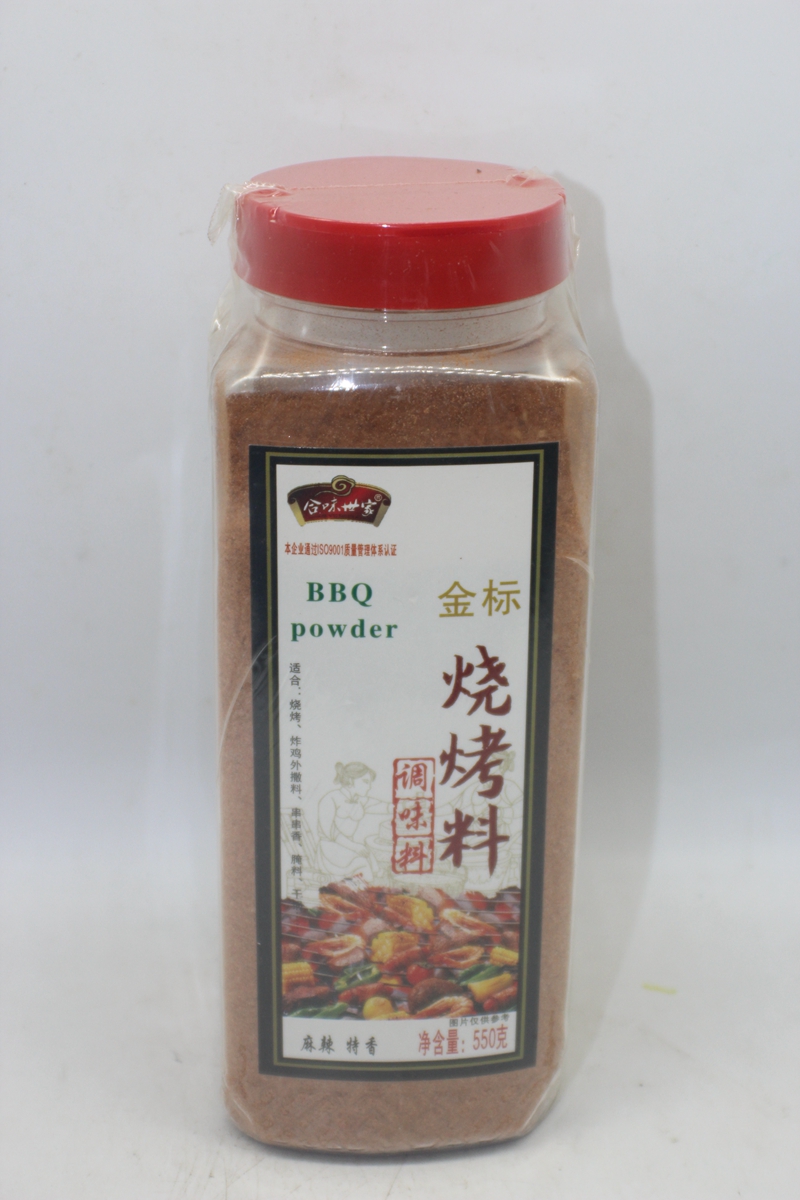 合味世家®
本企业通过ISO9001质量管理体系认证
BBQ
powder
金标
烧烤料
调味料
适合：烧烤、炸鸡外撒料、串串香、腌料、干
图片仅供参考
麻辣 特香
净含量：550克